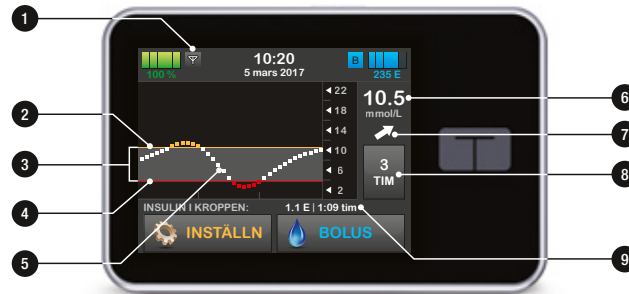 1
10:20
B
100 %
5 mars 2017
235 E
22
10.5
6
mmol/L
18
2
14
7
3
10
3
TIM
8
6
4
2
INSULIN I KROPPEN:
1.1 E | 1:09 tim
INSTÄLLN
BOLUS
5
9